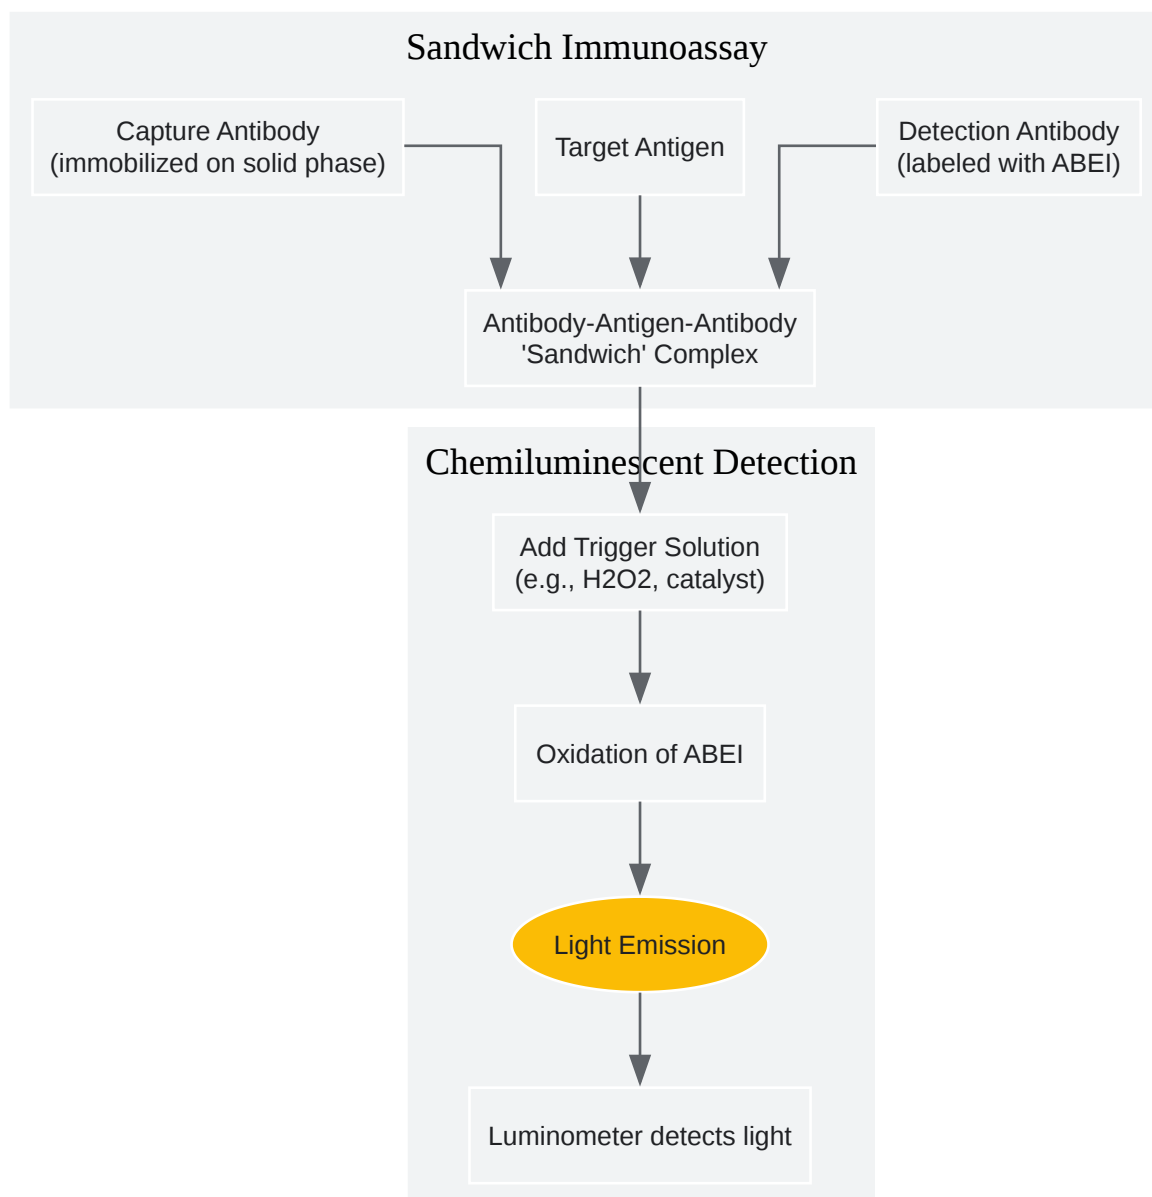 Sandwich Immunoassay
Capture Antibody
(immobilized on solid phase)
Target Antigen
Detection Antibody
(labeled with ABEI)
Antibody-Antigen-Antibody
'Sandwich' Complex
Chemiluminescent Detection
Add Trigger Solution
(e.g., H2O2, catalyst)
Oxidation of ABEI
Light Emission
Luminometer detects light